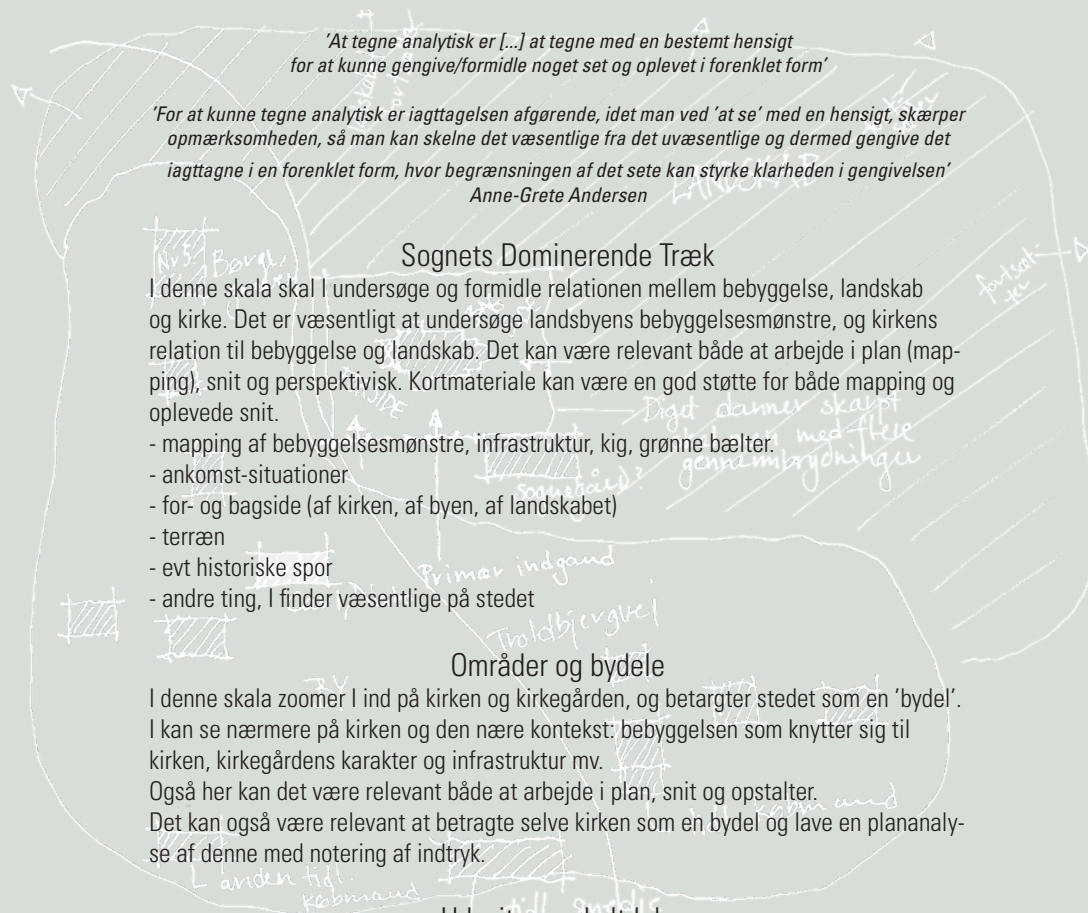 'At tegne analytisk er [...] at tegne med en bestemt hensigt
for at kunne gengive/formidle noget set og oplevet i forenklet form'
'For at kunne tegne analytisk er iagttagelsen afgørende, idet man ved 'at se' med en hensigt, skærper
opmærksomheden, så man kan skelne det væsentlige fra det uvæsentlige og dermed gengive det
iagttagne i en forenklet form, hvor begrænsningen af det sete kan styrke klarheden i gengivelsen'
Anne-Grete Andersen
LANDSKAB
Sognets Dominerende Træk
I denne skala skal I undersøge og formidle relationen mellem bebyggelse, landskab
og kirke. Det er væsentligt at undersøge landsbyens bebyggelsesmønstre, og kirkens
relation til bebyggelse og landskab. Det kan være relevant både at arbejde i plan (map-
ping), snit og perspektivisk. Kortmateriale kan være en god støtte for både mapping og
oplevede snit.
- mapping af bebyggelsesmønstre, infrastruktur, kig, grønne bælter.
- ankomst-situationer
- for- og bagside (af kirken, af byen, af landskabet)
- terræn
- evt historiske spor
- andre ting, I finder væsentlige på stedet
Diget danner skarpt
med flere
gennembrydninger
sognegård?
Primær indgang
Troldbjergvej
Områder og bydele
I denne skala zoomer I ind på kirken og kirkegården, og betargter stedet som en 'bydel'.
I kan se nærmere på kirken og den nære kontekst: bebyggelsen som knytter sig til
kirken, kirkegårdens karakter og infrastruktur mv.
Også her kan det være relevant både at arbejde i plan, snit og opstalter.
Det kan også være relevant at betragte selve kirken som en bydel og lave en plananaly-
se af denne med notering af indtryk.
BY
købmand
anden tidl.
købmand
tidl. smedje